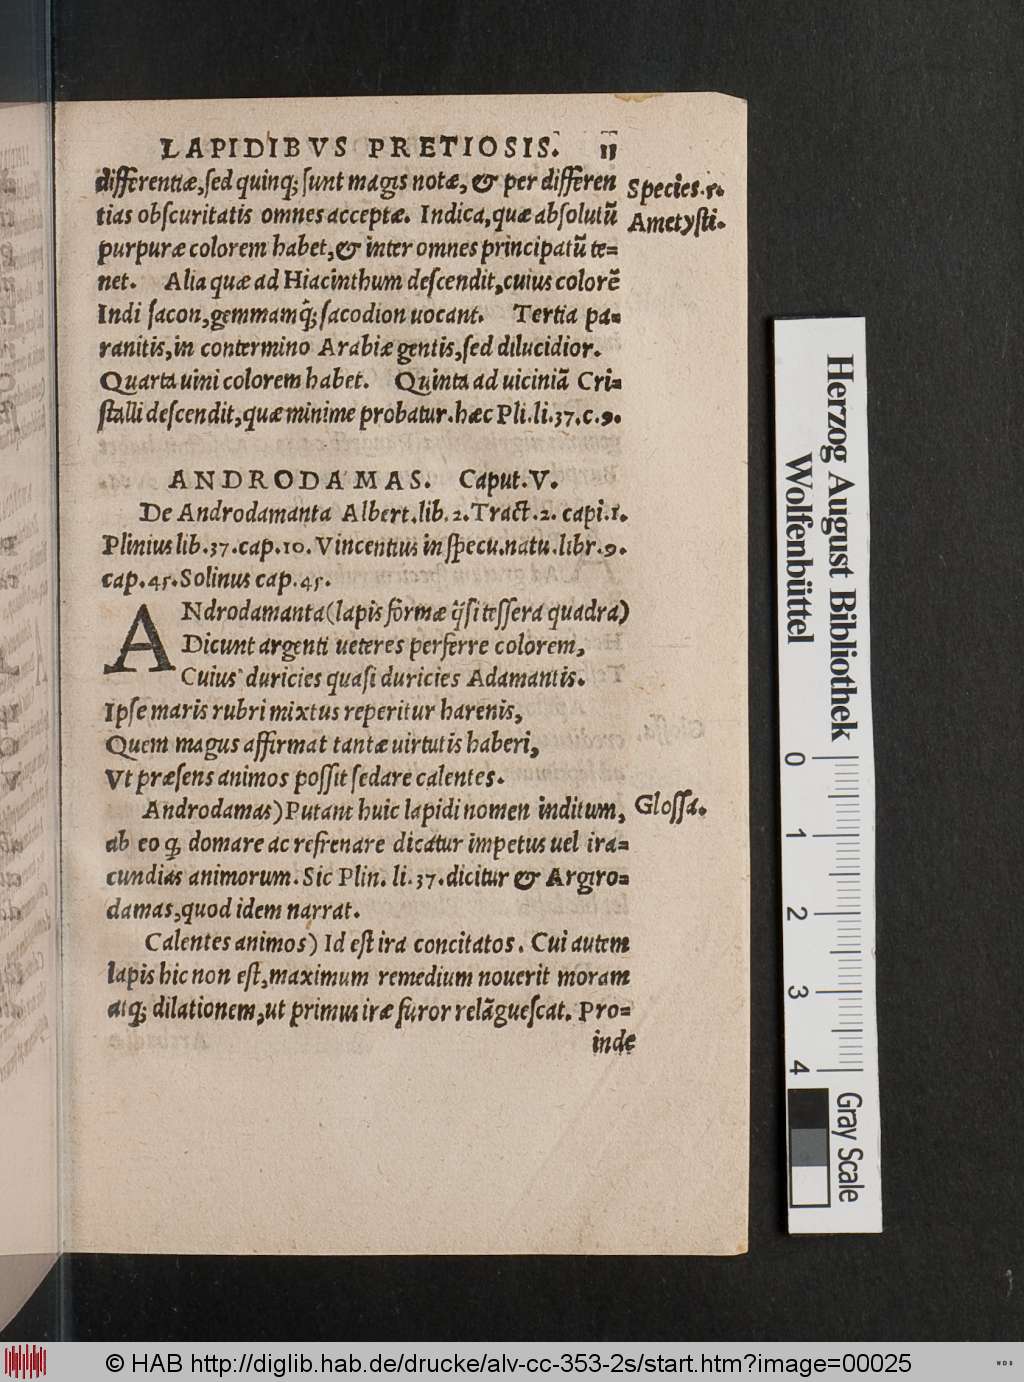 LAPIDIBVS PRETIOSIS. 11
differentiæ, ſed quinq; ſunt magis notæ, & per differen
tias obſcuritatis omnes acceptæ. Indica, quæ abſolutũ
purpuræ colorem habet, & inter omnes principatũ te=
net. Alia quæ ad Hiacinthum deſcendit, cuius colorẽ
Indi ſacon, gemmamq́; ſacodion uocant. Tertia pa=
ranitis, in contermino Arabiæ gentis, ſed dilucidior.
Quarta uini colorem habet. Quinta ad uiciniã Cri=
ſtalli deſcendit, quæ minime probatur. hæc Pli. li. 37. c. 9.
Species. 5.
Ametyſti.
ANDRODAMAS. Caput. V.
De Androdamanta Albert. lib. 2. Tract. 2. capi. 1.
Plinius lib. 37. cap. 10. Vincentius in ſpecu. natu. libr. 9.
cap. 45. Solinus cap. 45.
ANdrodamanta (lapis formæ q̃ſi teſſera quadra)
Dicunt argenti ueteres perferre colorem,
Cuius duricies quaſi duricies Adamantis.
Ipſe maris rubri mixtus reperitur harenis,
Quem magus affirmat tantæ uirtutis haberi,
Vt præſens animos poſſit ſedare calentes.
Androdamas) Putant huic lapidi nomen inditum,
ab eo q, domare ac refrenare dicatur impetus uel ira=
cundias animorum. Sic Plin. li. 37. dicitur & Argyro=
damas, quod idem narrat.
Gloſſa.
Calentes animos) Id eſt ira concitatos. Cui autem
lapis hic non eſt, maximum remedium nouerit moram
atq; dilationem, ut primus iræ furor relãgueſcat. Pro=
inde
Herzog August Bibliothek
Wolfenbüttel
0 1 2 3 4
Gray Scale
© HAB http://diglib.hab.de/drucke/alv-cc-353-2s/start.htm?image=00025